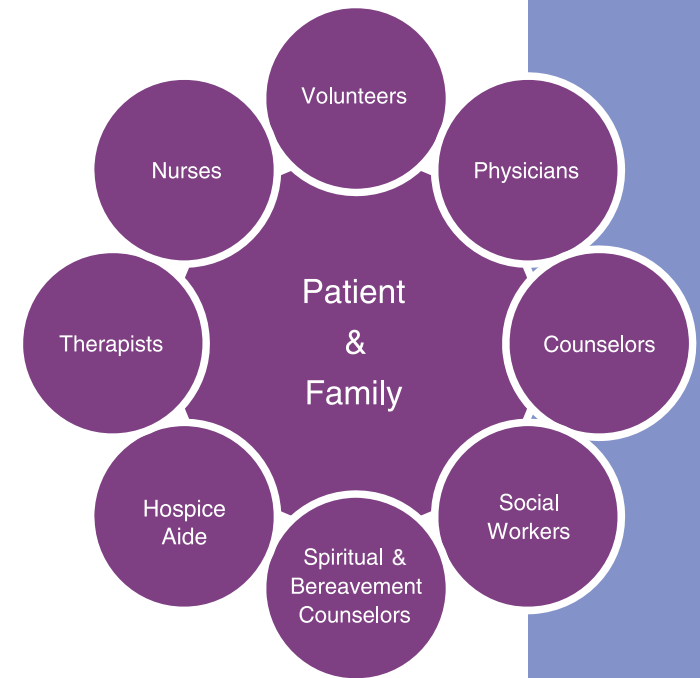 Volunteers
Physicians
Counselors
Social
Workers
Spiritual &
Bereavement
Counselors
Hospice
Aide
Therapists
Nurses
Patient
&
Family